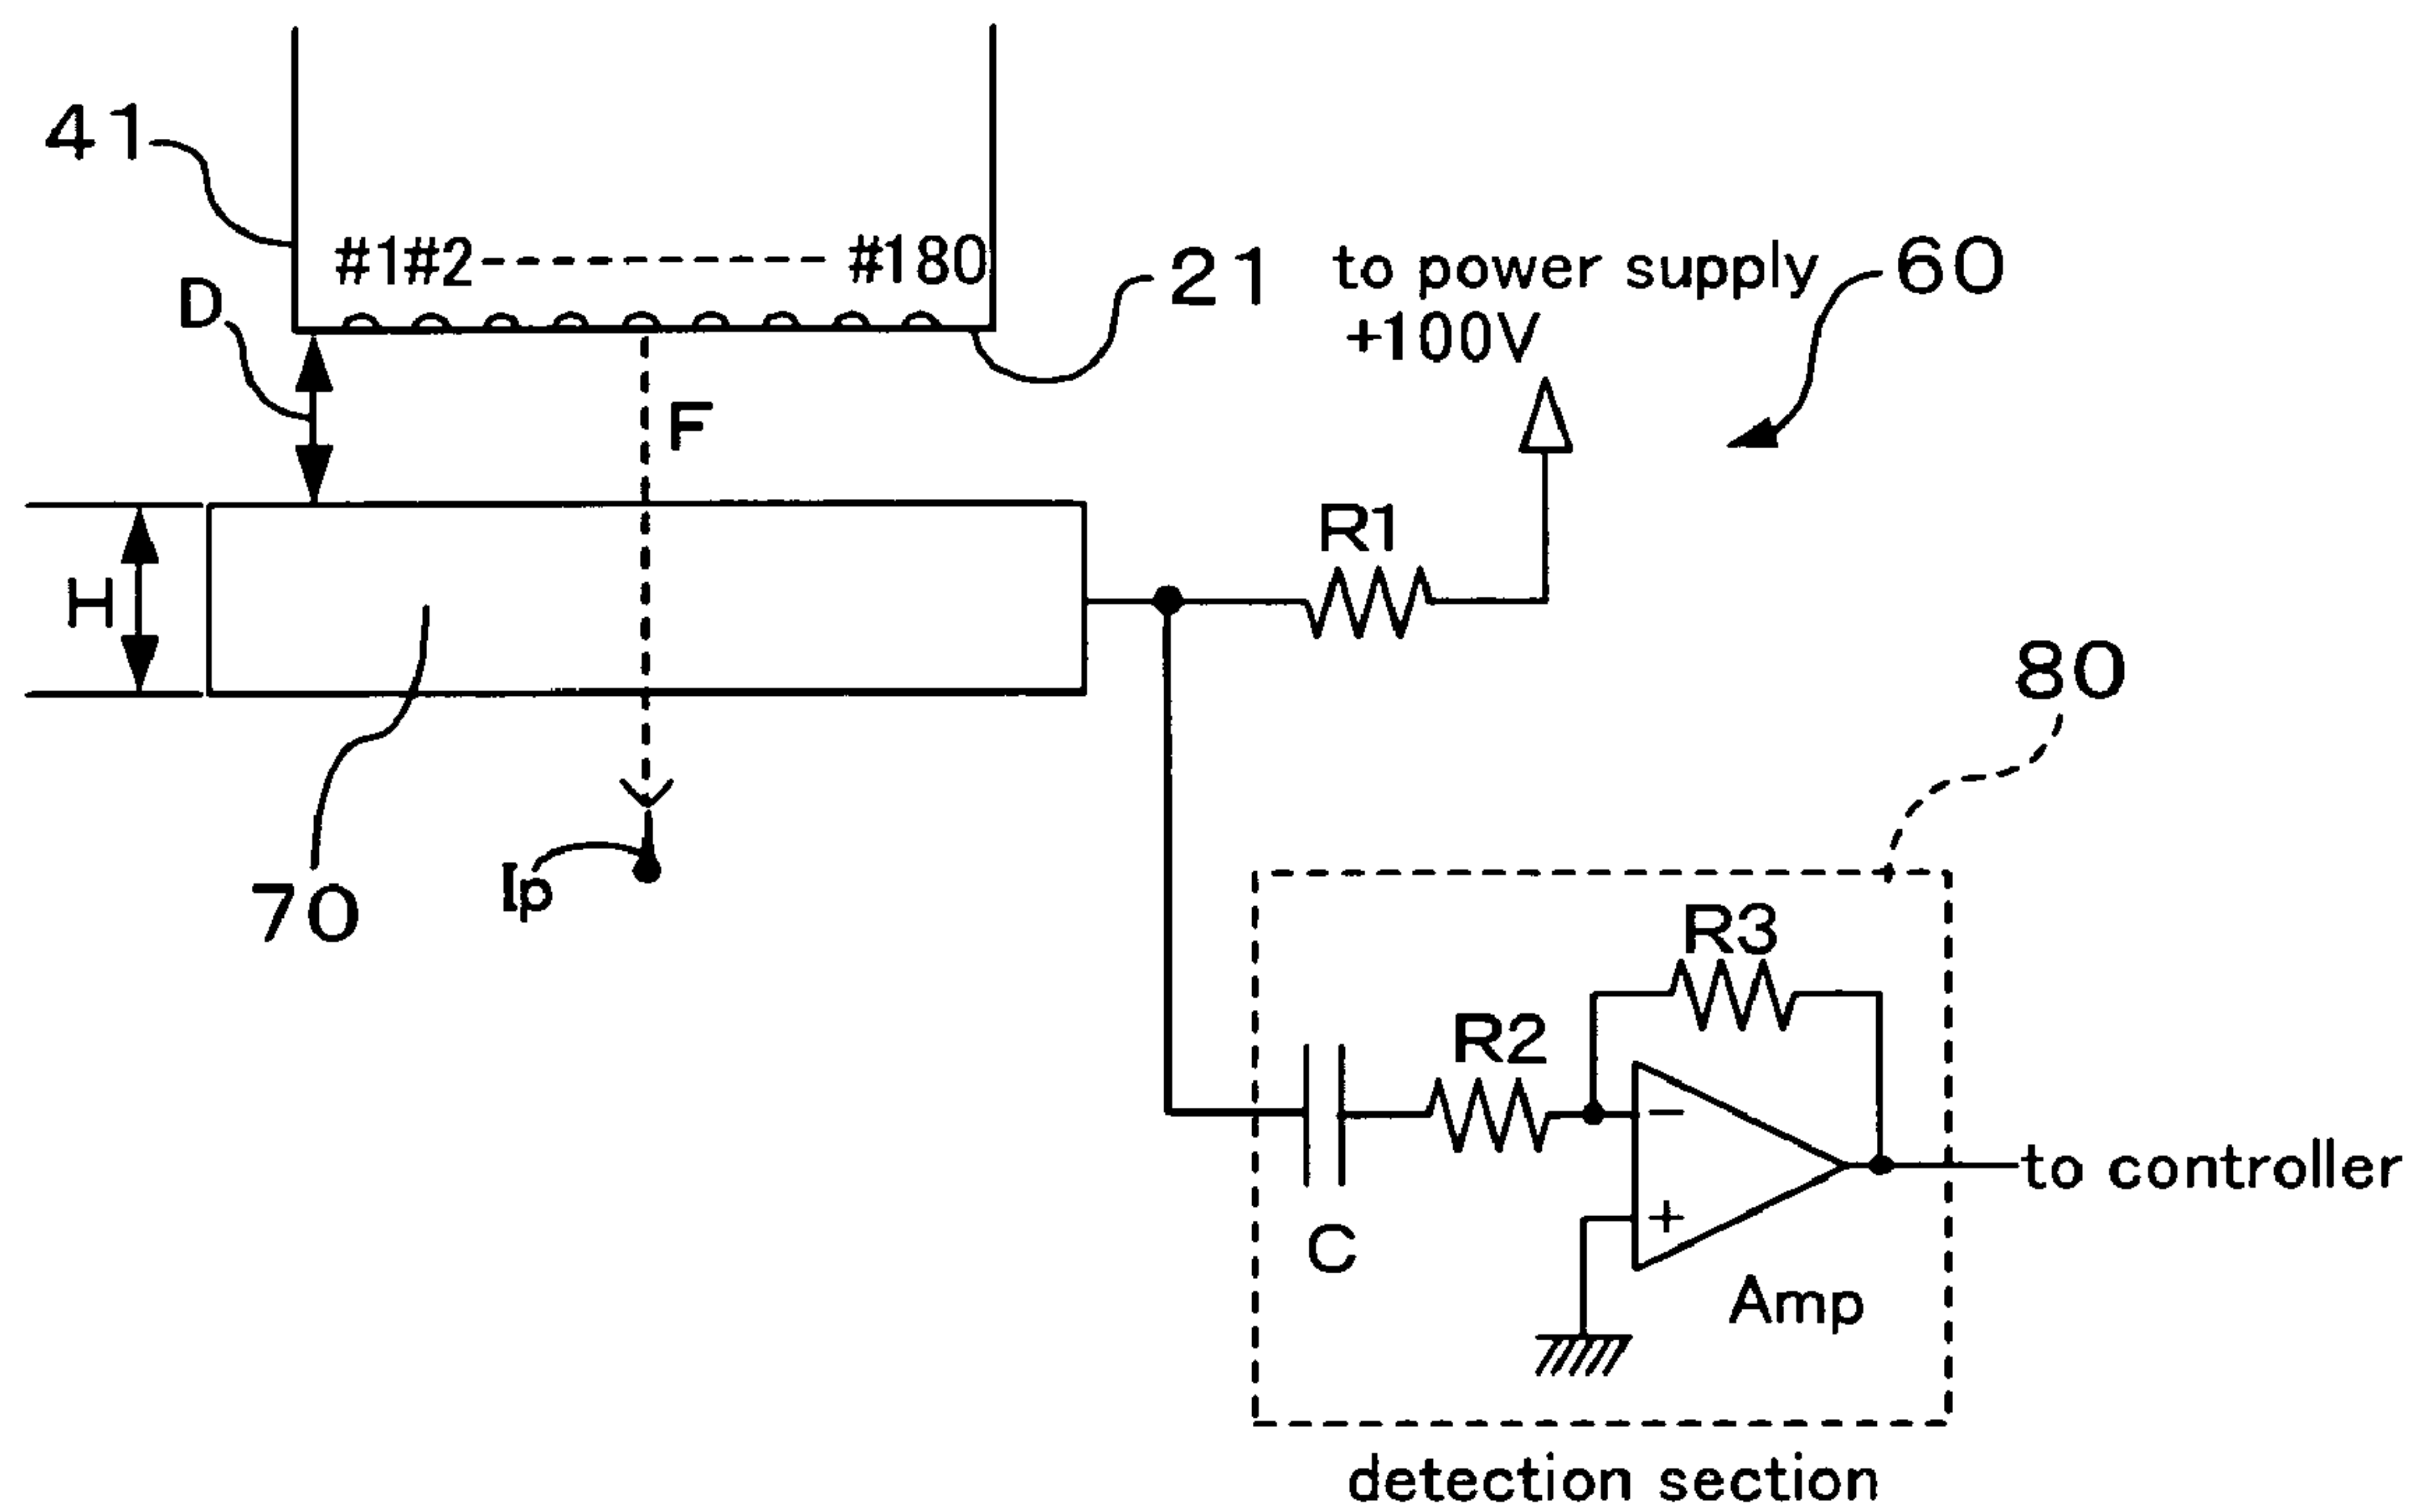 41
#1#2---------- #180
D
21
to power supply
+100V
60
F
R1
H
80
70
Ip
R3
R2
−
+
C
Amp
to controller
detection section